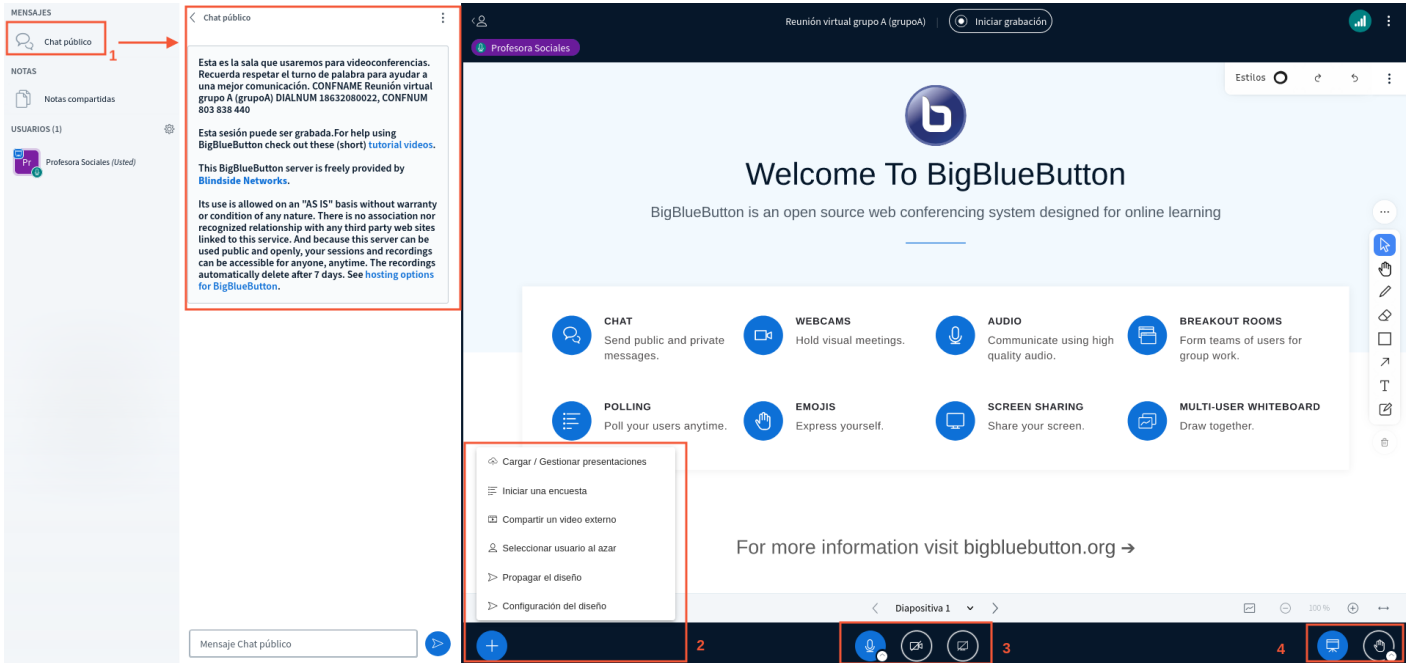 MENSAJES
Chat público
1
NOTAS
Notas compartidas
USUARIOS (1)
Pr
Profesora Sociales (Usted)
Chat público
Esta es la sala que usaremos para videoconferencias.
Recuerda respetar el turno de palabra para ayudar a
una mejor comunicación. CONFNAME Reunión virtual
grupo A (grupoA) DIALNUM 18632080022, CONFNUM
803 838 440
Esta sesión puede ser grabada.For help using
BigBlueButton check out these (short) tutorial videos.
This BigBlueButton server is freely provided by
Blindside Networks.
Its use is allowed on an "AS IS" basis without warranty
or condition of any nature. There is no association nor
recognized relationship with any third party web sites
linked to this service. And because this server can be
used public and openly, your sessions and recordings
can be accessible for anyone, anytime. The recordings
automatically delete after 7 days. See hosting options
for BigBlueButton.
Mensaje Chat público
Reunión virtual grupo A (grupoA)
Iniciar grabación
Profesora Sociales
Estilos
b
Welcome To BigBlueButton
BigBlueButton is an open source web conferencing system designed for online learning
CHAT
Send public and private
messages.
WEBCAMS
Hold visual meetings.
AUDIO
Communicate using high
quality audio.
BREAKOUT ROOMS
Form teams of users for
group work.
POLLING
Poll your users anytime.
EMOJIS
Express yourself.
SCREEN SHARING
Share your screen.
MULTI-USER WHITEBOARD
Draw together.
T
Cargar / Gestionar presentaciones
Iniciar una encuesta
Compartir un video externo
Seleccionar usuario al azar
Propagar el diseño
Configuración del diseño
For more information visit bigbluebutton.org →
Diapositiva 1
100 %
2
3
4